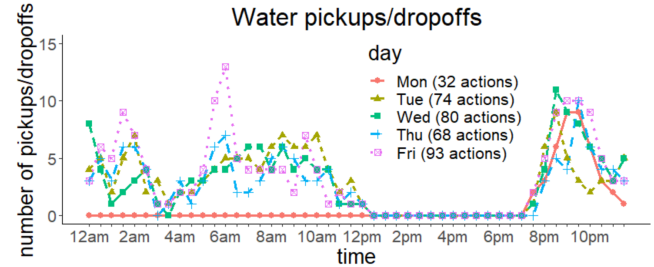 Water pickups/dropoffs
number of pickups/dropoffs
15
10
5
0
day
Mon (32 actions)
Tue (74 actions)
Wed (80 actions)
Thu (68 actions)
Fri (93 actions)
12am 2am 4am 6am 8am 10am 12pm 2pm 4pm 6pm 8pm 10pm
time